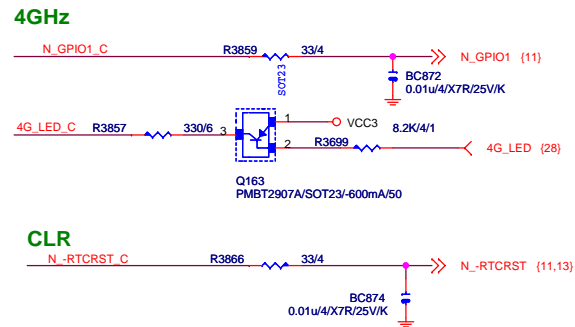 4GHz
N_GPIO1_C R3859 33/4 N_GPIO1 {11}
SOT23
BC872
0.01u/4/X7R/25V/K
4G_LED_C R3857 330/6 3 1 VCC3 8.2K/4/1
2 R3699 4G_LED {28}
Q163
PMBT2907A/SOT23/-600mA/50
CLR
N_-RTCRST_C R3866 33/4 N_-RTCRST {11,13}
BC874
0.01u/4/X7R/25V/K